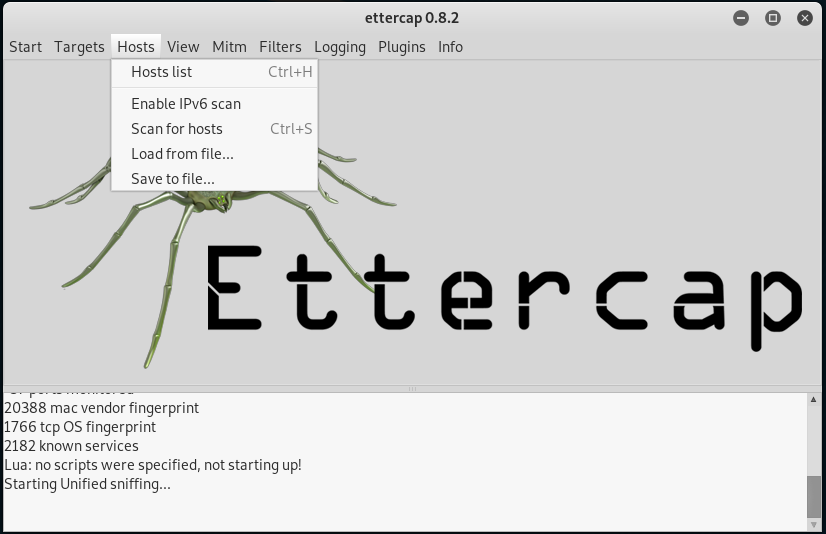 ettercap 0.8.2
Start Targets Hosts View Mitm Filters Logging Plugins Info
Hosts list Ctrl+H
Enable IPv6 scan
Scan for hosts Ctrl+S
Load from file...
Save to file...
Ettercap
ports monitored
20388 mac vendor fingerprint
1766 tcp OS fingerprint
2182 known services
Lua: no scripts were specified, not starting up!
Starting Unified sniffing...